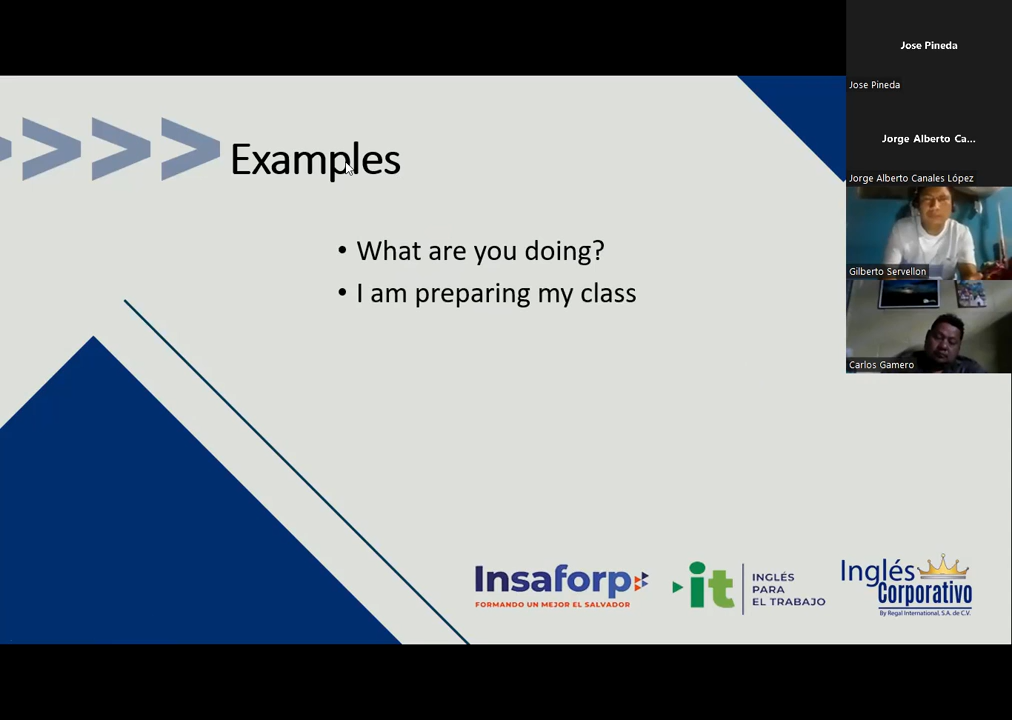 Jose Pineda
Jose Pineda
Jorge Alberto Ca...
Jorge Alberto Canales López
Gilberto Servellon
Carlos Gamero
>>> Examples
• What are you doing?
• I am preparing my class
Insaforp
FORMANDO UN MEJOR EL SALVADOR
it
INGLÉS
PARA
EL TRABAJO
Inglés
Corporativo
By Regal International, S.A. de C.V.